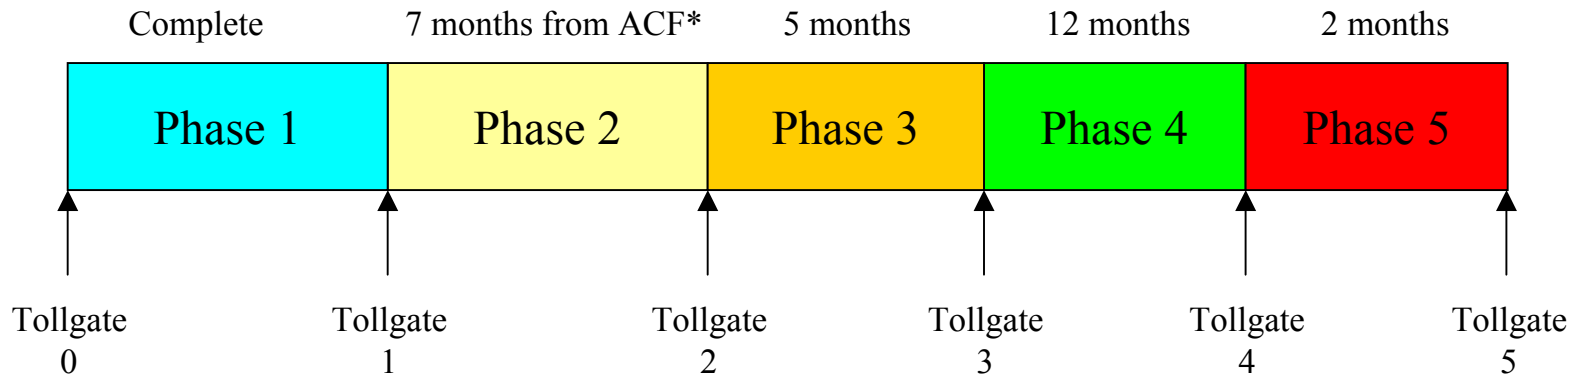 Complete
7 months from ACF*
5 months
12 months
2 months
Phase 1
Phase 2
Phase 3
Phase 4
Phase 5
Tollgate
0
Tollgate
1
Tollgate
2
Tollgate
3
Tollgate
4
Tollgate
5